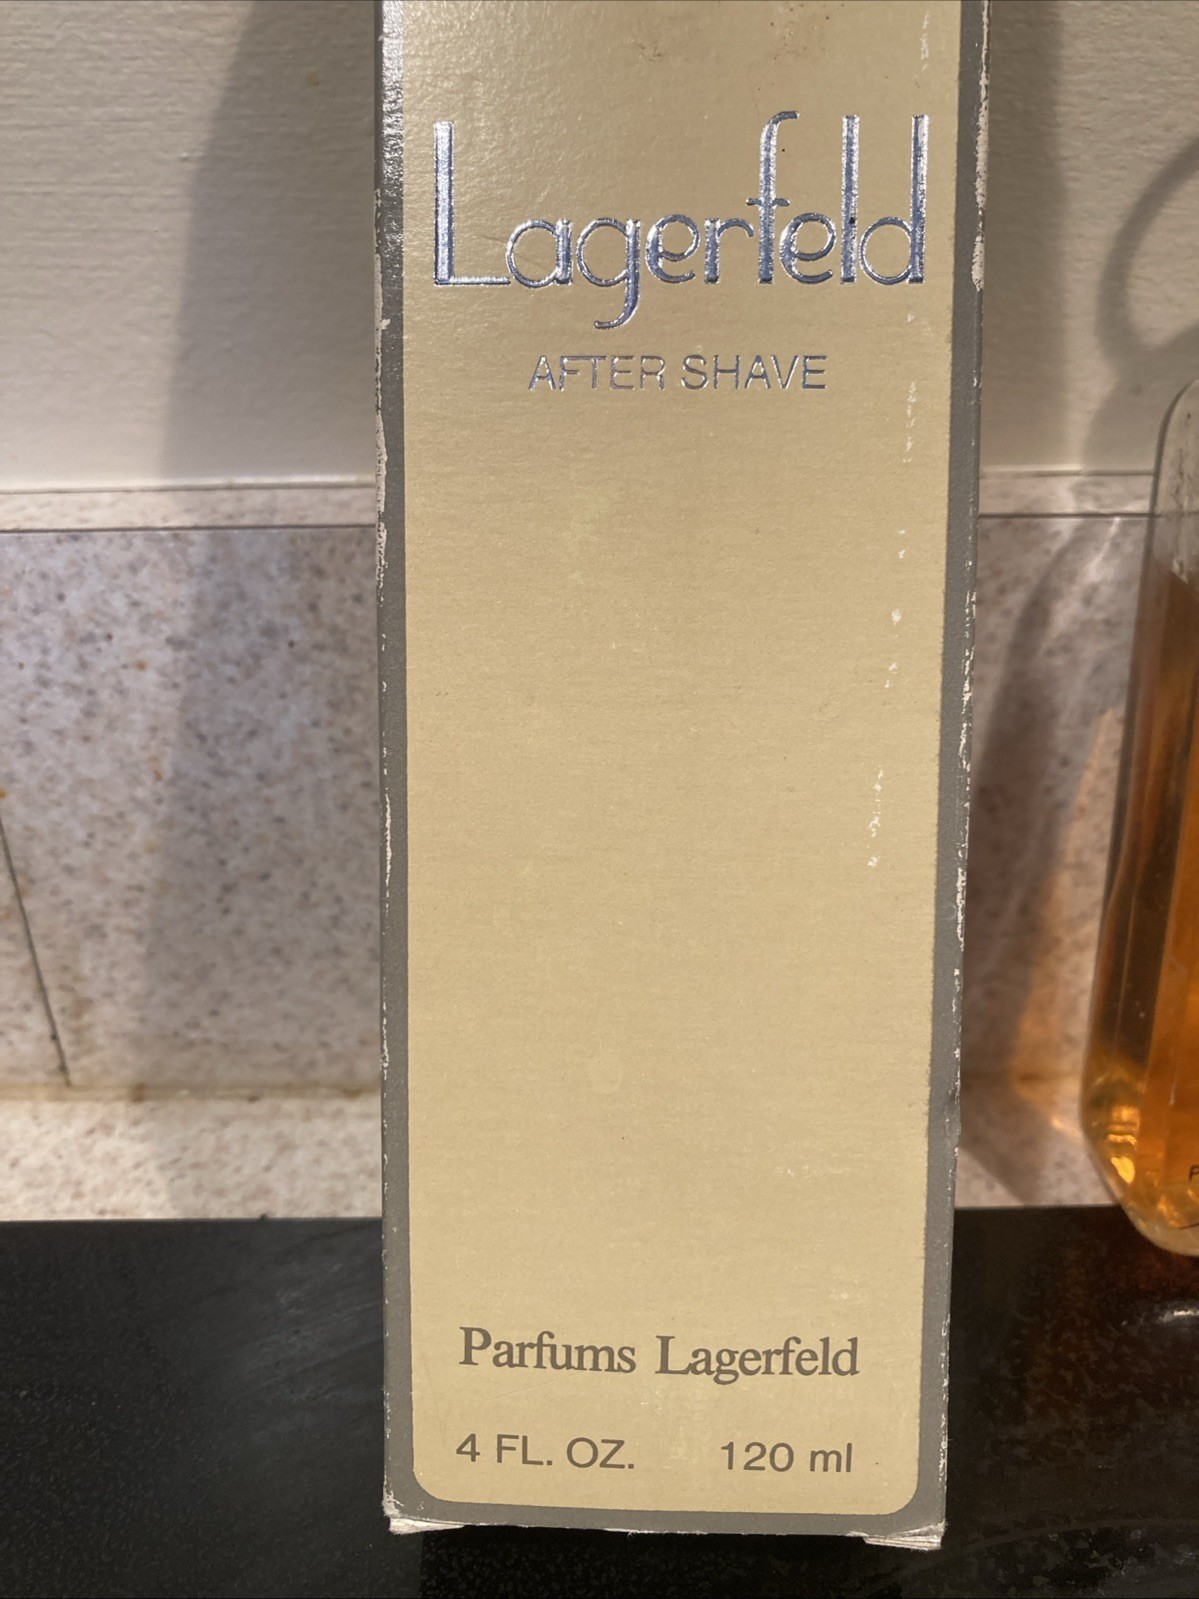 Lagerfeld
AFTER SHAVE
Parfums Lagerfeld
4 FL. OZ. 120 ml